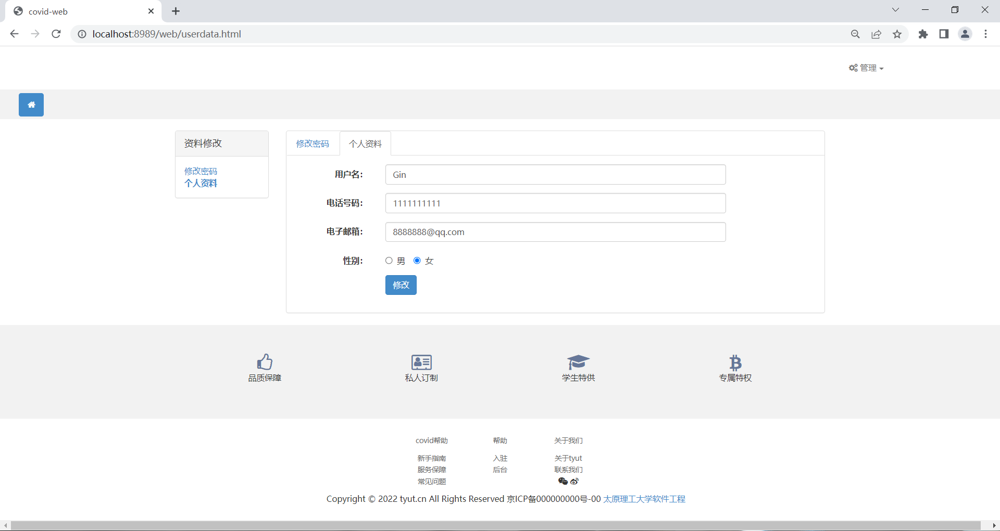 covid-web
localhost:8989/web/userdata.html
管理
资料修改
修改密码
个人资料
修改密码
个人资料
用户名：
Gin
电话号码：
1111111111
电子邮箱：
8888888@qq.com
性别：
男 女
修改
品质保障
私人订制
学生特供
专属特权
covid帮助
新手指南
服务保障
常见问题
帮助
入驻
后台
关于我们
关于tyut
联系我们
Copyright © 2022 tyut.cn All Rights Reserved 京ICP备000000000号-00 太原理工大学软件工程